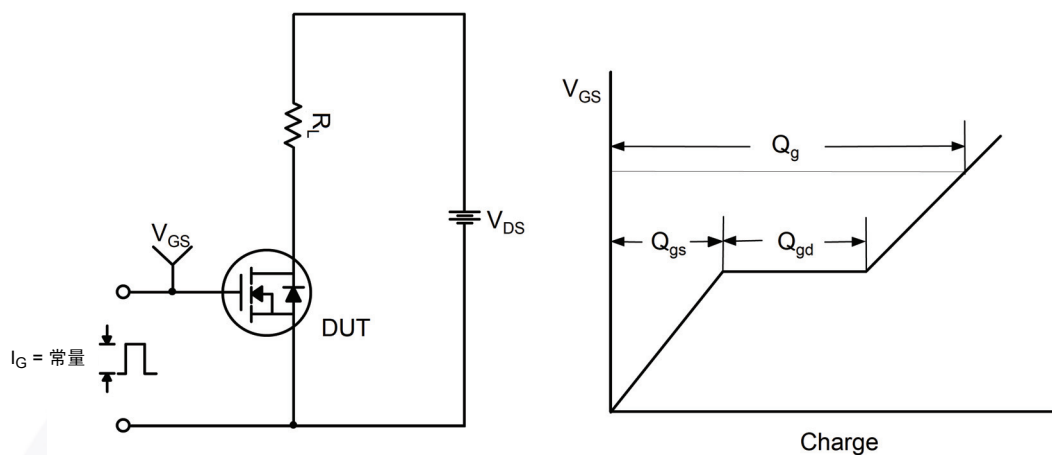 R_L
V_DS
V_GS
DUT
I_G = 常量
V_GS
Q_g
Q_gs
Q_gd
Charge